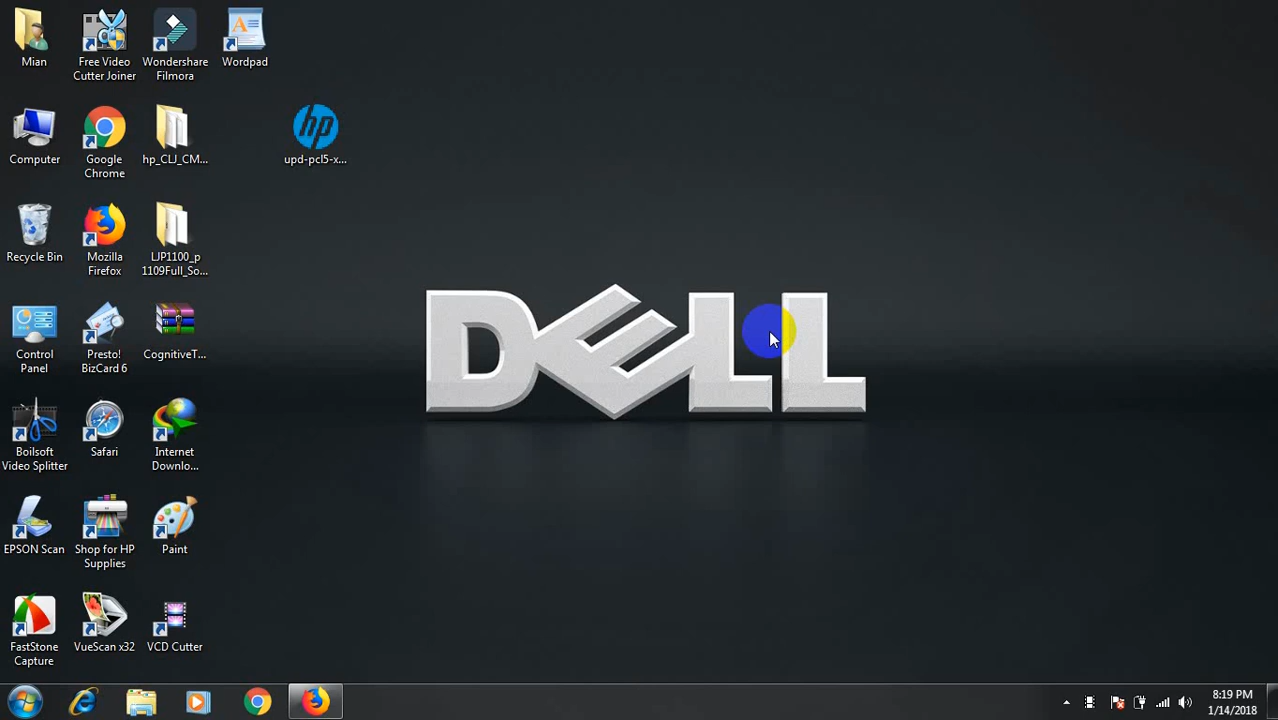 Mian
Free Video
Cutter Joiner
Wondershare
Filmora
Wordpad
Computer
Google
Chrome
hp_CLJ_CM...
hp
upd-pcl5-x...
Recycle Bin
Mozilla
Firefox
LJP1100_p
1109Full_So...
Control
Panel
Presto!
BizCard 6
CognitiveT...
DELL
Boilsoft
Video Splitter
Safari
Internet
Downlo...
EPSON Scan
Shop for HP
Supplies
Paint
FastStone
Capture
VueScan x32
VCD Cutter
8:19 PM
1/14/2018